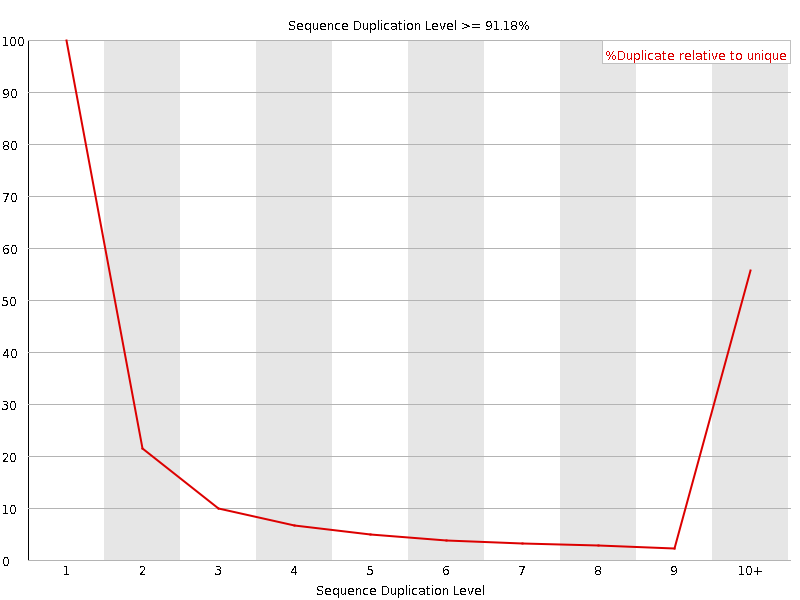 Sequence Duplication Level >= 91.18%
%Duplicate relative to unique
100
90
80
70
60
50
40
30
20
10
0
1 2 3 4 5 6 7 8 9 10+
Sequence Duplication Level